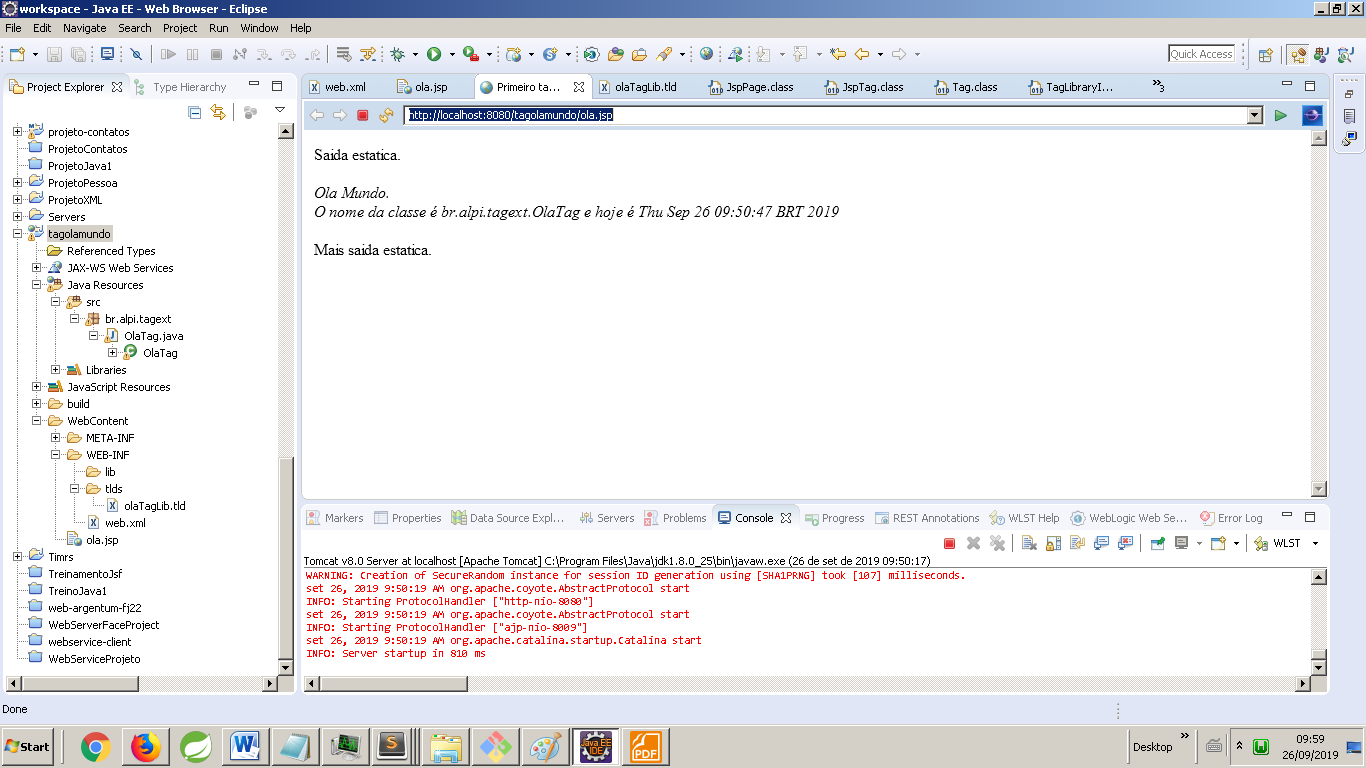 workspace - Java EE - Web Browser - Eclipse
File Edit Navigate Search Project Run Window Help
Quick Access
Project Explorer Type Hierarchy
projeto-contatos
ProjetoContatos
ProjetoJava1
ProjetoPessoa
ProjetoXML
Servers
tagolamundo
Referenced Types
JAX-WS Web Services
Java Resources
src
br.alpi.tagext
OlaTag.java
OlaTag
Libraries
JavaScript Resources
build
WebContent
META-INF
WEB-INF
lib
tlds
olaTagLib.tld
web.xml
ola.jsp
Timrs
TreinamentoJsf
TreinoJava1
web-argentum-fj22
WebServerFaceProject
webservice-client
WebServiceProjeto
web.xml ola.jsp Primeiro ta... olaTagLib.tld JspPage.class JspTag.class Tag.class TagLibraryI... »3
http://localhost:8080/tagolamundo/ola.jsp
Saida estatica.
Ola Mundo.
O nome da classe é br.alpi.tagext.OlaTag e hoje é Thu Sep 26 09:50:47 BRT 2019
Mais saida estatica.
Markers Properties Data Source Expl... Servers Problems Console Progress REST Annotations WLST Help WebLogic Web Se... Error Log
WLST
Tomcat v8.0 Server at localhost [Apache Tomcat] C:\Program Files\Java\jdk1.8.0_25\bin\javaw.exe (26 de set de 2019 09:50:17)
WARNING: Creation of SecureRandom instance for session ID generation using [SHA1PRNG] took [107] milliseconds.
set 26, 2019 9:50:19 AM org.apache.coyote.AbstractProtocol start
INFO: Starting ProtocolHandler ["http-nio-8080"]
set 26, 2019 9:50:19 AM org.apache.coyote.AbstractProtocol start
INFO: Starting ProtocolHandler ["ajp-nio-8009"]
set 26, 2019 9:50:19 AM org.apache.catalina.startup.Catalina start
INFO: Server startup in 810 ms
Done
Start
W
S
Java EE
IDE
PDF
Desktop
09:59
26/09/2019